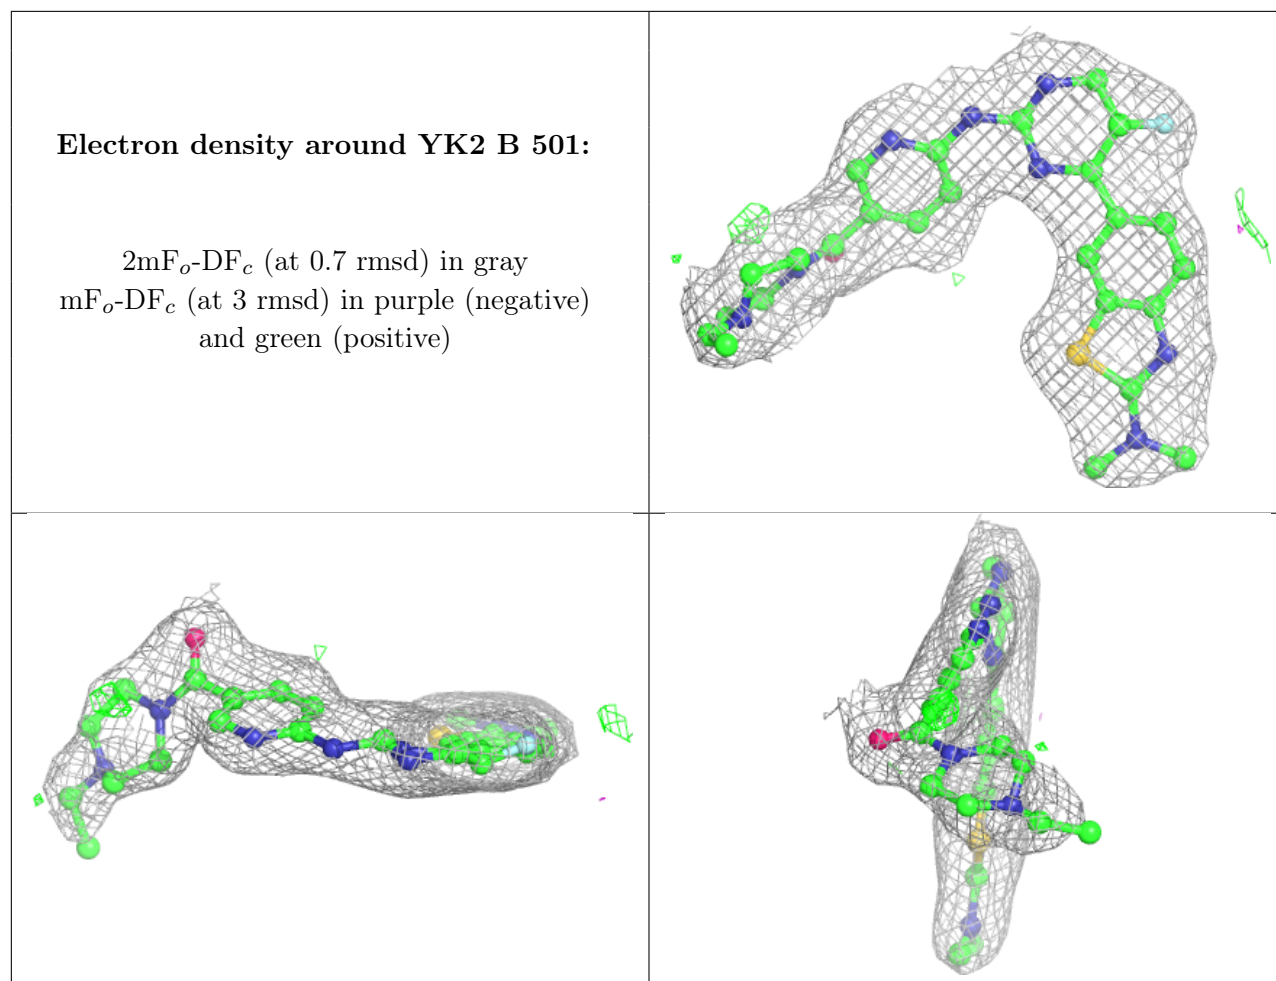 Electron density around YK2 B 501:
2mFₒ-DF𝑐 (at 0.7 rmsd) in gray
mFₒ-DF𝑐 (at 3 rmsd) in purple (negative)
and green (positive)